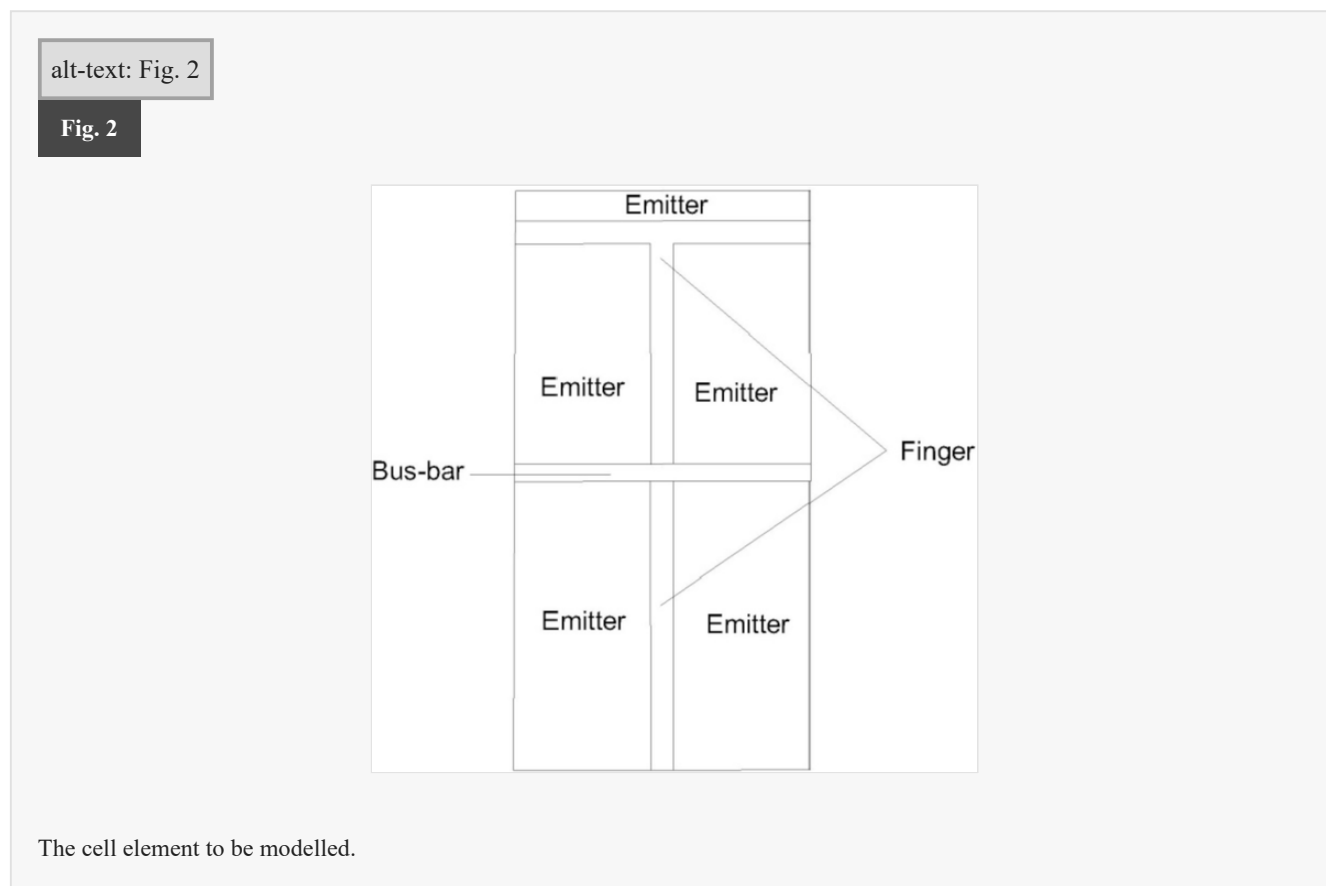 alt-text: Fig. 2
Fig. 2
Emitter
Emitter
Emitter
Finger
Bus-bar
Emitter
Emitter
The cell element to be modelled.